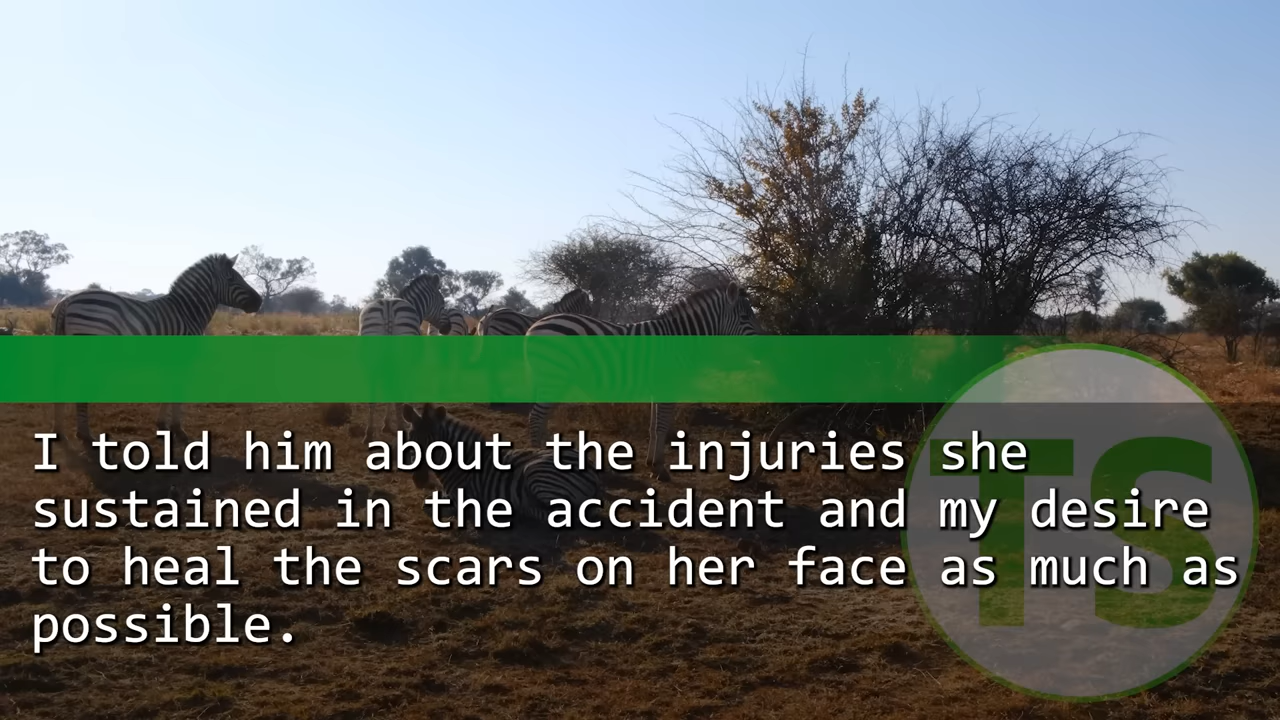 I told him about the injuries she
sustained in the accident and my desire
to heal the scars on her face as much as
possible.
TS